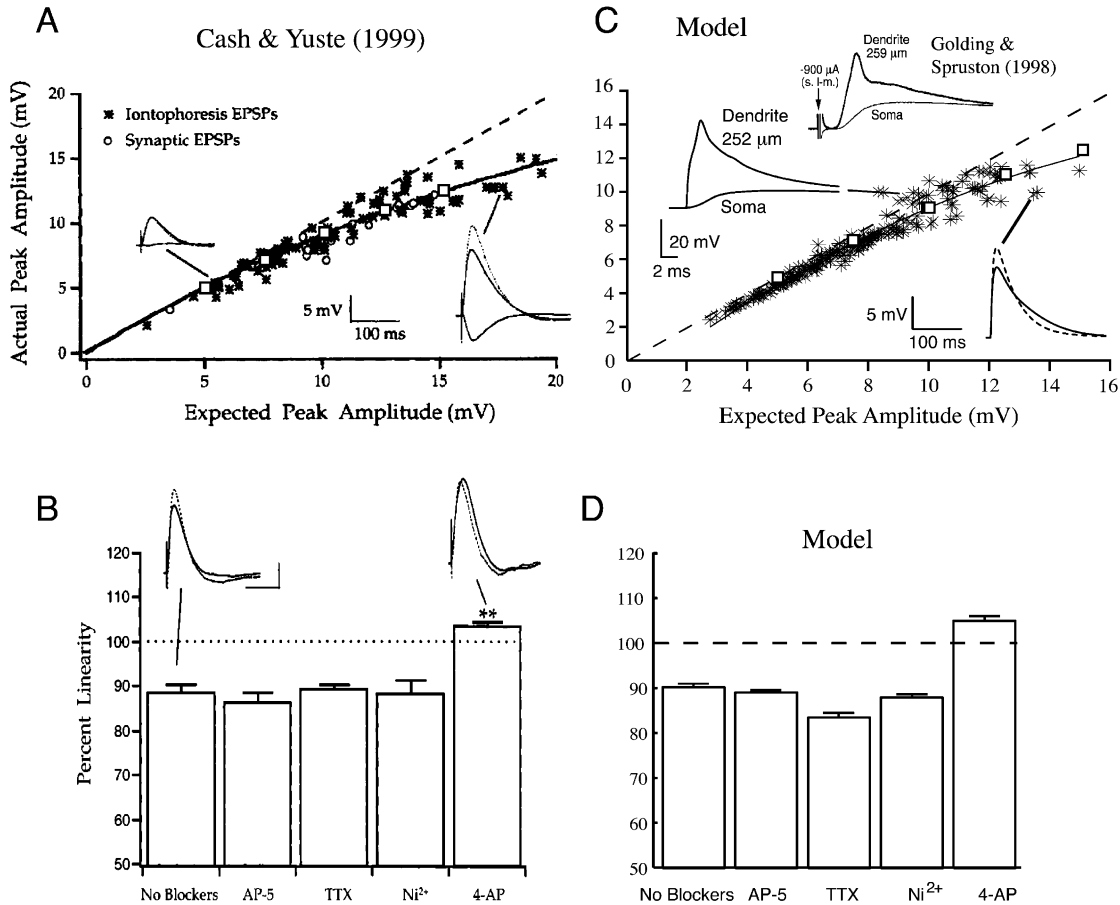 A
Cash & Yuste (1999)
Actual Peak Amplitude (mV)
20
15
10
5
0
Iontophoresis EPSPs
Synaptic EPSPs
5 mV
100 ms
0
5
10
15
20
Expected Peak Amplitude (mV)
C
Model
Golding &
Spruston (1998)
Dendrite
259 µm
-900 µA
(s. l-m.)
Soma
Dendrite
252 µm
Soma
20 mV
2 ms
5 mV
100 ms
16
14
12
10
8
6
4
2
0
0
2
4
6
8
10
12
14
16
Expected Peak Amplitude (mV)
B
Percent Linearity
120
110
100
90
80
70
60
50
**
No Blockers
AP-5
TTX
Ni2+
4-AP
D
Model
120
110
100
90
80
70
60
50
No Blockers
AP-5
TTX
Ni2+
4-AP